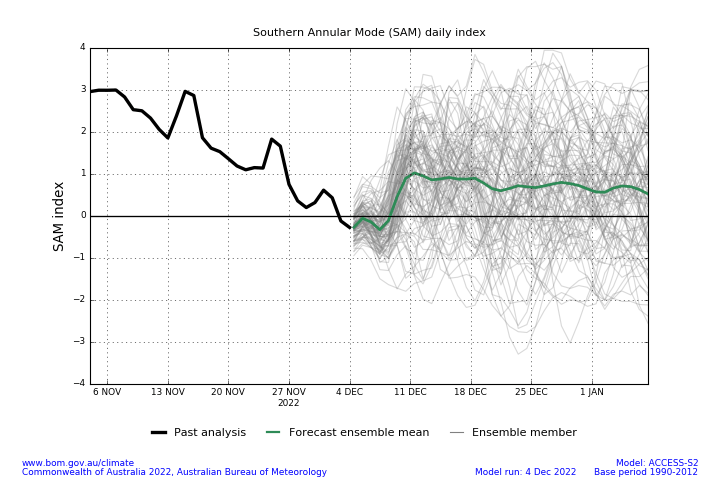 Southern Annular Mode (SAM) daily index
4
3
2
1
0
−1
−2
−3
−4
SAM index
6 NOV 13 NOV 20 NOV 27 NOV 4 DEC 11 DEC 18 DEC 25 DEC 1 JAN
2022
Past analysis Forecast ensemble mean Ensemble member
www.bom.gov.au/climate Model: ACCESS-S2
Commonwealth of Australia 2022, Australian Bureau of Meteorology Model run: 4 Dec 2022 Base period 1990-2012